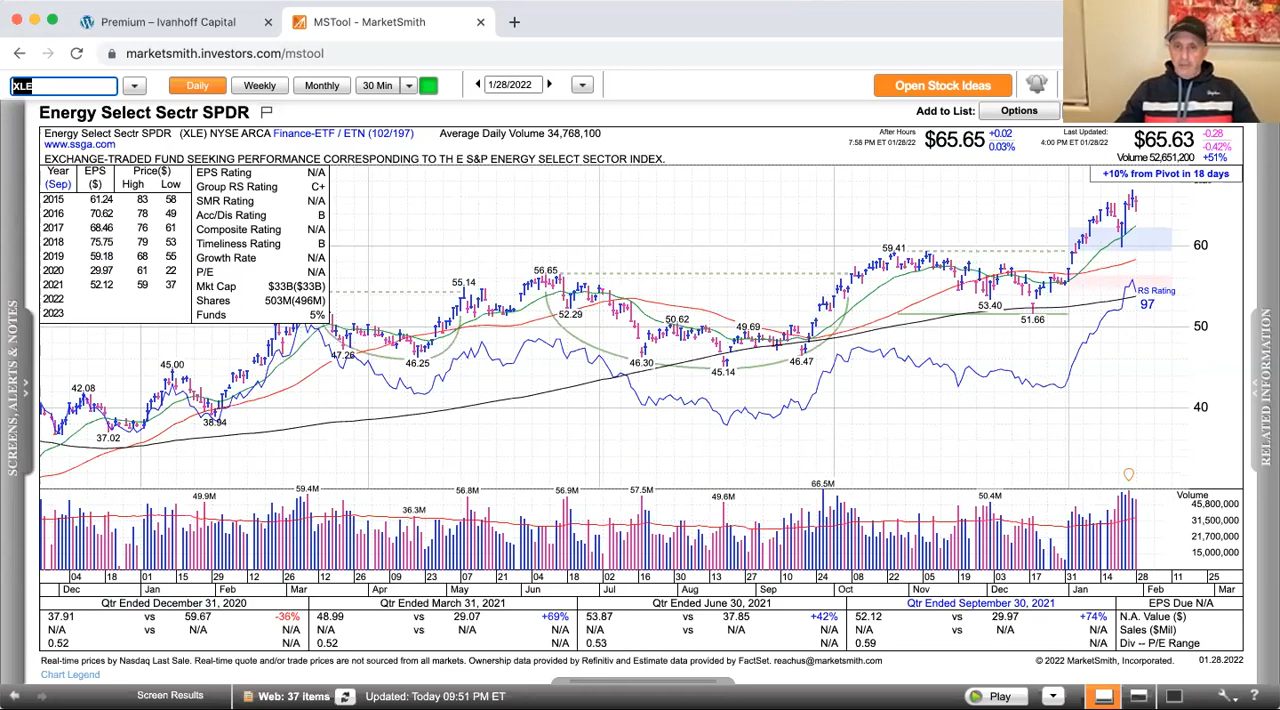 Premium – Ivanhoff Capital
MSTool - MarketSmith
marketsmith.investors.com/mstool
XLE
Daily Weekly Monthly 30 Min 1/28/2022 Open Stock Ideas
Energy Select Sectr SPDR Add to List: Options
Energy Select Sectr SPDR (XLE) NYSE ARCA Finance-ETF / ETN (102/197) Average Daily Volume 34,768,100
www.ssga.com
EXCHANGE-TRADED FUND SEEKING PERFORMANCE CORRESPONDING TO TH E S&P ENERGY SELECT SECTOR INDEX.
After Hours
7:58 PM ET 01/28/22
$65.65 +0.02
0.03%
Last Updated:
4:00 PM ET 01/28/22
$65.63 -0.28
-0.42%
Volume 52,651,200 +51%
+10% from Pivot in 18 days
Year EPS Price($)
(Sep) ($) High Low
2015 61.24 83 58
2016 70.62 78 49
2017 68.46 76 61
2018 75.75 79 53
2019 59.18 68 55
2020 29.97 61 22
2021 52.12 59 37
2022
2023
EPS Rating N/A
Group RS Rating C+
SMR Rating N/A
Acc/Dis Rating B
Composite Rating N/A
Timeliness Rating B
Growth Rate N/A
P/E N/A
Mkt Cap $33B($33B)
Shares 503M(496M)
Funds 5%
60
50
40
RS Rating
97
42.08
37.02
45.00
38.94
47.26
46.25
55.14
56.65
52.29
46.30
50.62
45.14
49.69
46.47
59.41
53.40
51.66
49.9M 59.4M 36.3M 56.8M 56.9M 57.5M 49.6M 66.5M 50.4M
Volume
45,800,000
31,500,000
21,700,000
15,000,000
04 18 01 15 29 12 26 12 26 09 23 07 21 04 18 02 16 30 13 27 10 24 08 22 05 19 03 17 31 14 28 11 25
Dec Jan Feb Mar Apr May Jun Jul Aug Sep Oct Nov Dec Jan Feb Mar
Qtr Ended December 31, 2020 Qtr Ended March 31, 2021 Qtr Ended June 30, 2021 Qtr Ended September 30, 2021 EPS Due N/A
37.91 vs 59.67 -36% 48.99 vs 29.07 +69% 53.87 vs 37.85 +42% 52.12 vs 29.97 +74% N.A. Value ($)
N/A vs N/A N/A N/A vs N/A N/A N/A vs N/A N/A N/A vs N/A N/A Sales ($Mil)
0.52 N/A 0.52 N/A 0.53 N/A 0.59 N/A Div -- P/E Range
Real-time prices by Nasdaq Last Sale. Real-time quote and/or trade prices are not sourced from all markets. Ownership data provided by Refinitiv and Estimate data provided by FactSet. reachus@marketsmith.com © 2022 MarketSmith, Incorporated. 01.28.2022
Chart Legend
Screen Results Web: 37 items Updated: Today 09:51 PM ET Play
SCREENS, ALERTS & NOTES
RELATED INFORMATION